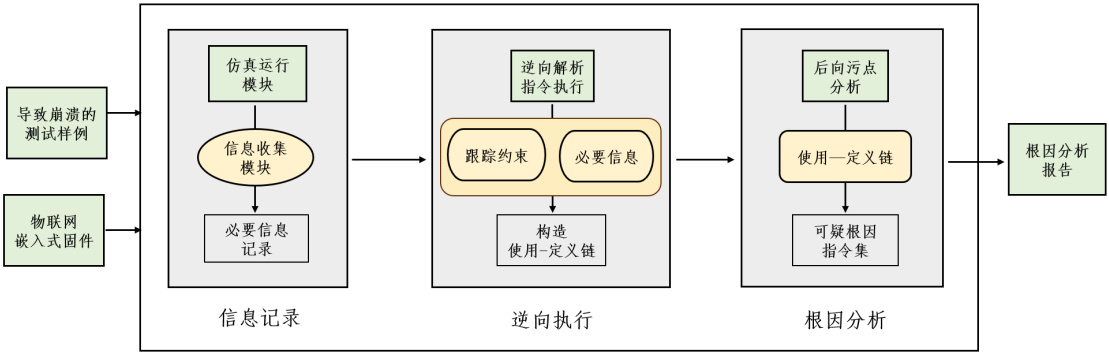 导致崩溃的
测试样例
物联网
嵌入式固件
仿真运行
模块
信息收集
模块
必要信息
记录
信息记录
逆向解析
指令执行
跟踪约束
必要信息
构造
使用-定义链
逆向执行
后向污点
分析
使用—定义链
可疑根因
指令集
根因分析
根因分析
报告